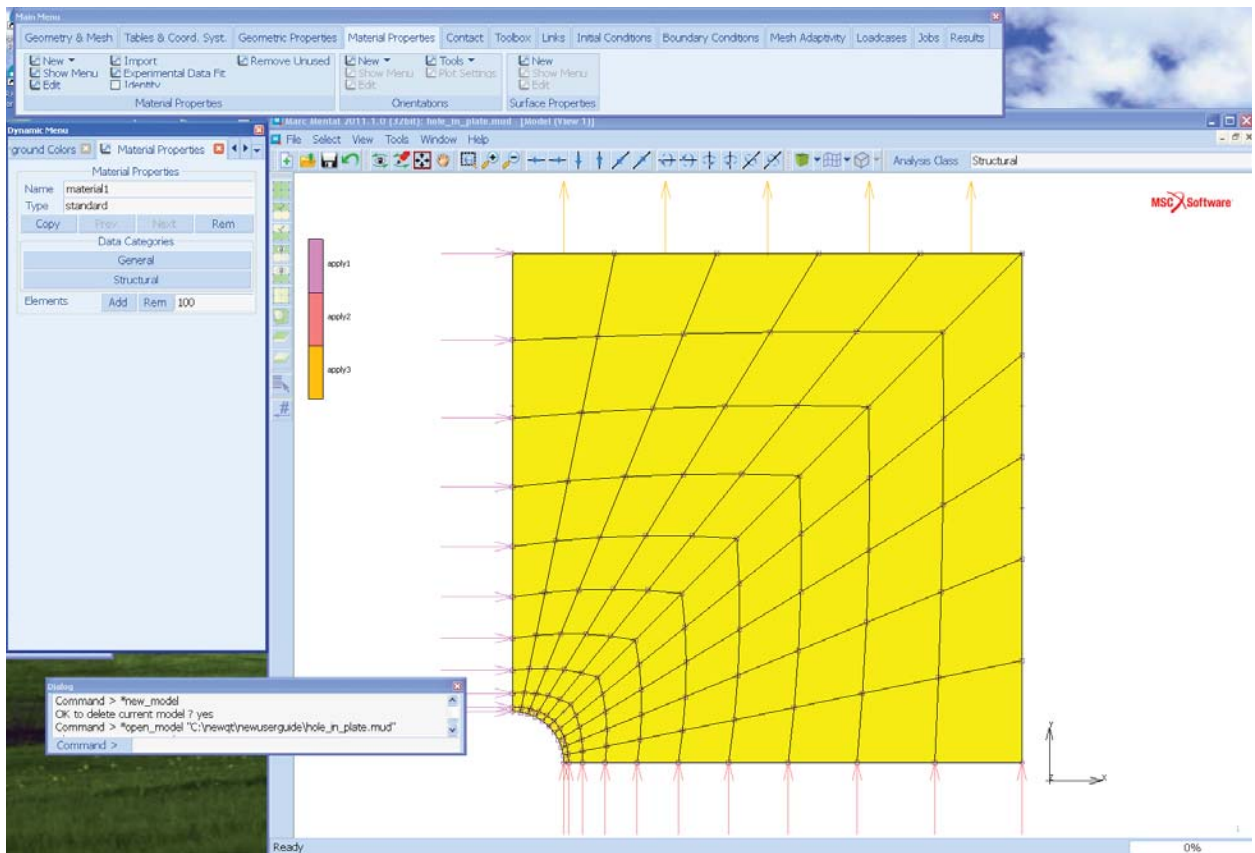 Main Menu
Geometry & Mesh Tables & Coord. Syst. Geometric Properties Material Properties Contact Toolbox Links Initial Conditions Boundary Conditions Mesh Adaptivity Loadcases Jobs Results
New Import Remove Unused New Tools New
Show Menu Experimental Data Fit Show Menu Plot Settings Show Menu
Edit Identify Edit Edit
Material Properties Orientations Surface Properties
Dynamic Menu
ground Colors Material Properties
Material Properties
Name material1
Type standard
Copy Prev Next Rem
Data Categories
General
Structural
Elements Add Rem 100
Marc Mentat 2011.1.0 (32bit): hole_in_plate.mud - [Model (View 1)]
File Select View Tools Window Help
Analysis Class Structural
MSC Software
apply1
apply2
apply3
Y
Z X
1
Dialog
Command > *new_model
OK to delete current model ? yes
Command > *open_model "C:\newqt\newuserguide\hole_in_plate.mud"
Command >
Ready 0%